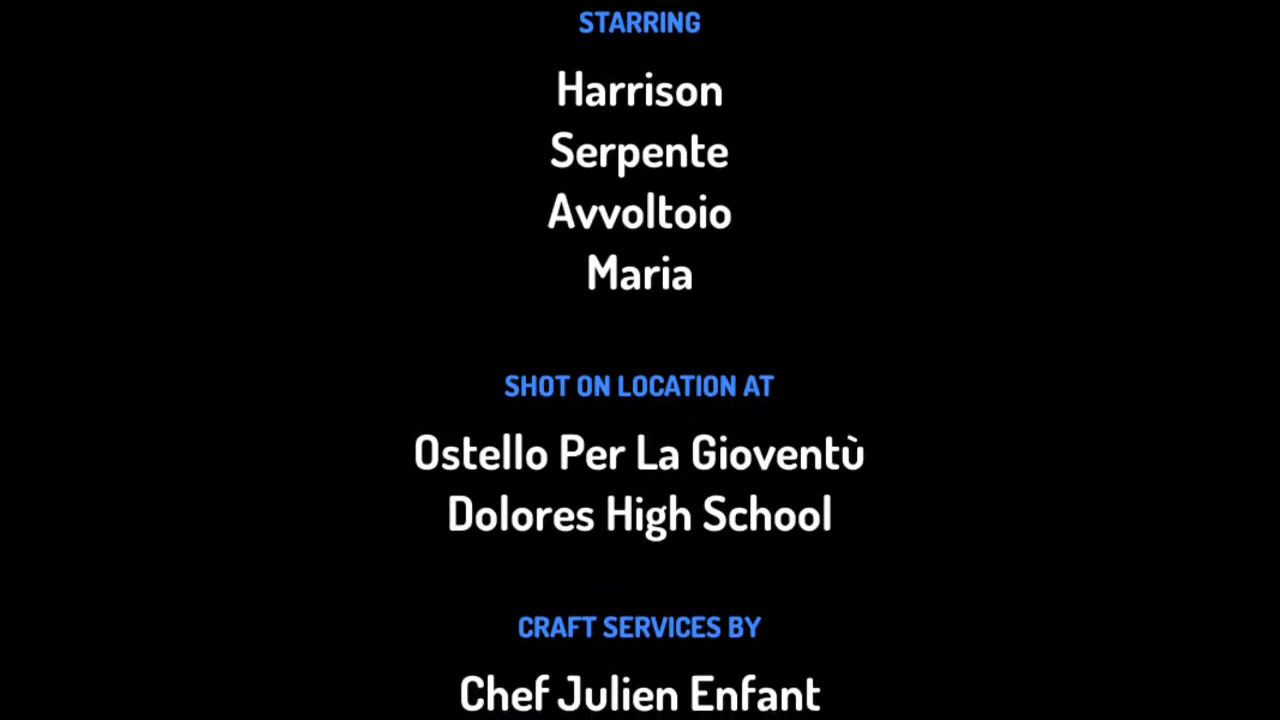 STARRING
Harrison
Serpente
Avvoltoio
Maria
SHOT ON LOCATION AT
Ostello Per La Gioventù
Dolores High School
CRAFT SERVICES BY
Chef Julien Enfant